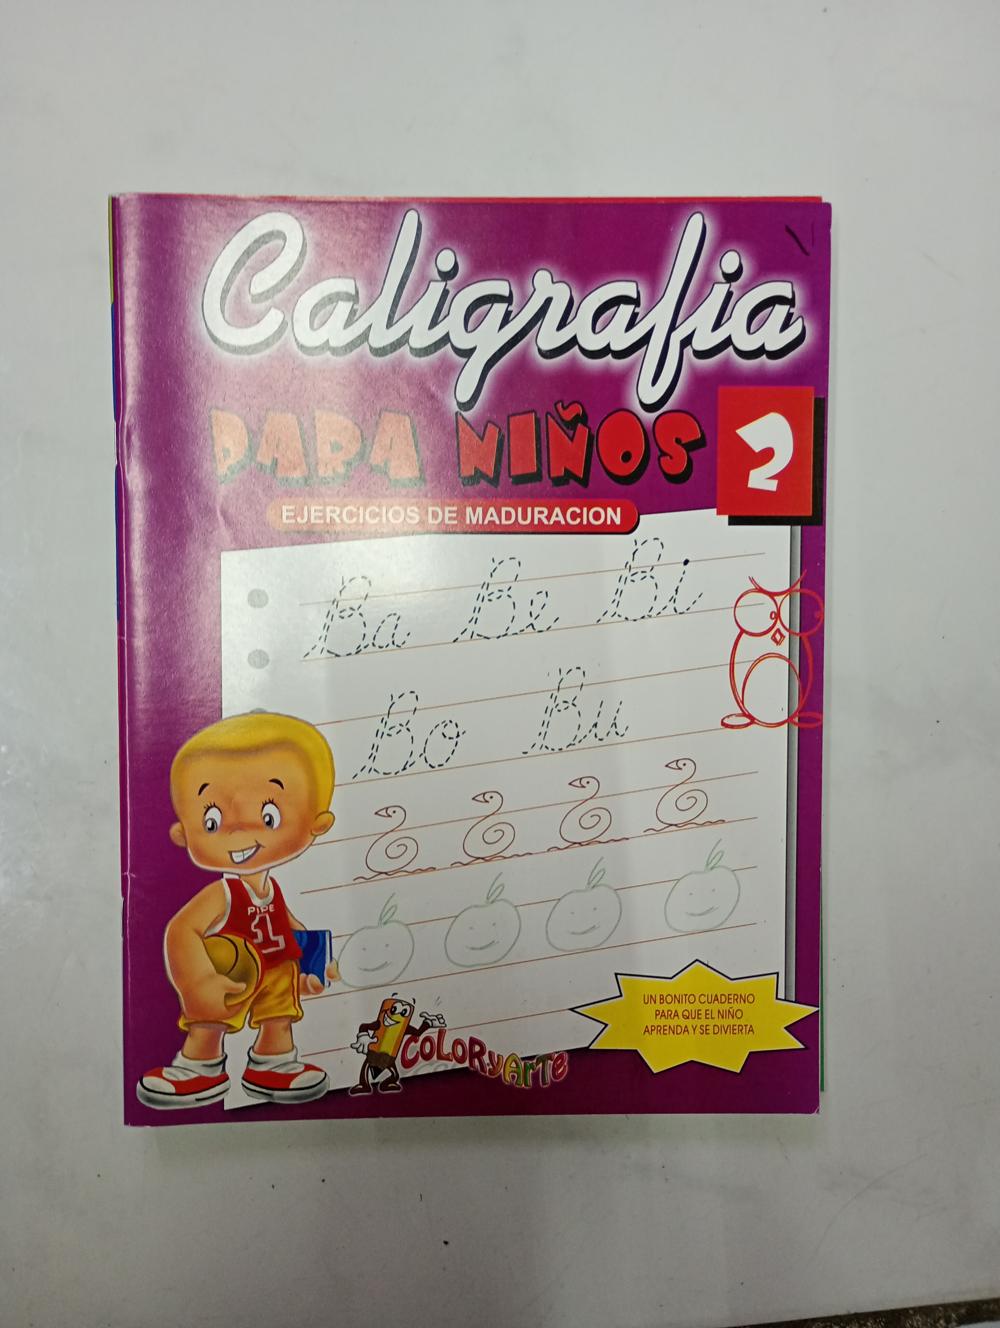 Caligrafia
PARA NIÑOS 2
EJERCICIOS DE MADURACION
Ba Be Bi
Bo Bu
PIPE
1
COLORyARTE
UN BONITO CUADERNO
PARA QUE EL NIÑO
APRENDA Y SE DIVIERTA